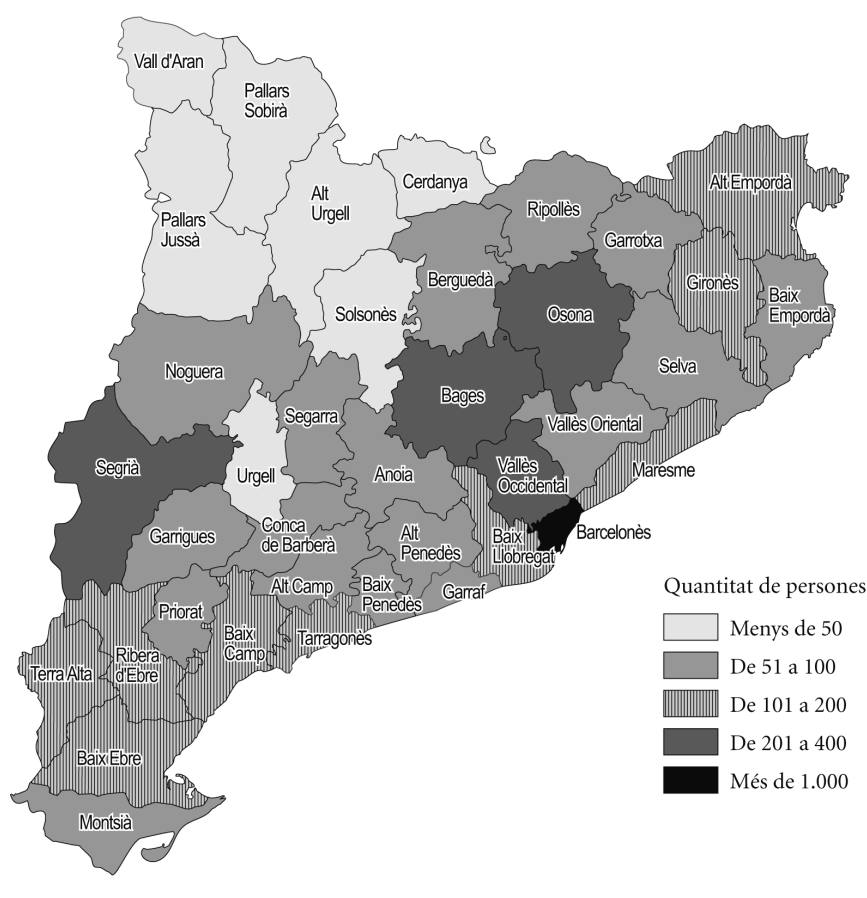 Vall d'Aran
Pallars
Sobirà
Alt
Urgell
Cerdanya
Pallars
Jussà
Ripollès
Alt Empordà
Garrotxa
Berguedà
Gironès
Baix
Empordà
Solsonès
Osona
Noguera
Selva
Bages
Segarra
Vallès Oriental
Segrià
Urgell
Anoia
Vallès
Occidental
Maresme
Garrigues
Conca
de Barberà
Alt
Penedès
Baix
Llobregat
Barcelonès
Alt Camp
Baix
Penedès
Garraf
Priorat
Baix
Camp
Tarragonès
Terra Alta
Ribera
d'Ebre
Baix Ebre
Montsià
Quantitat de persones
Menys de 50
De 51 a 100
De 101 a 200
De 201 a 400
Més de 1.000